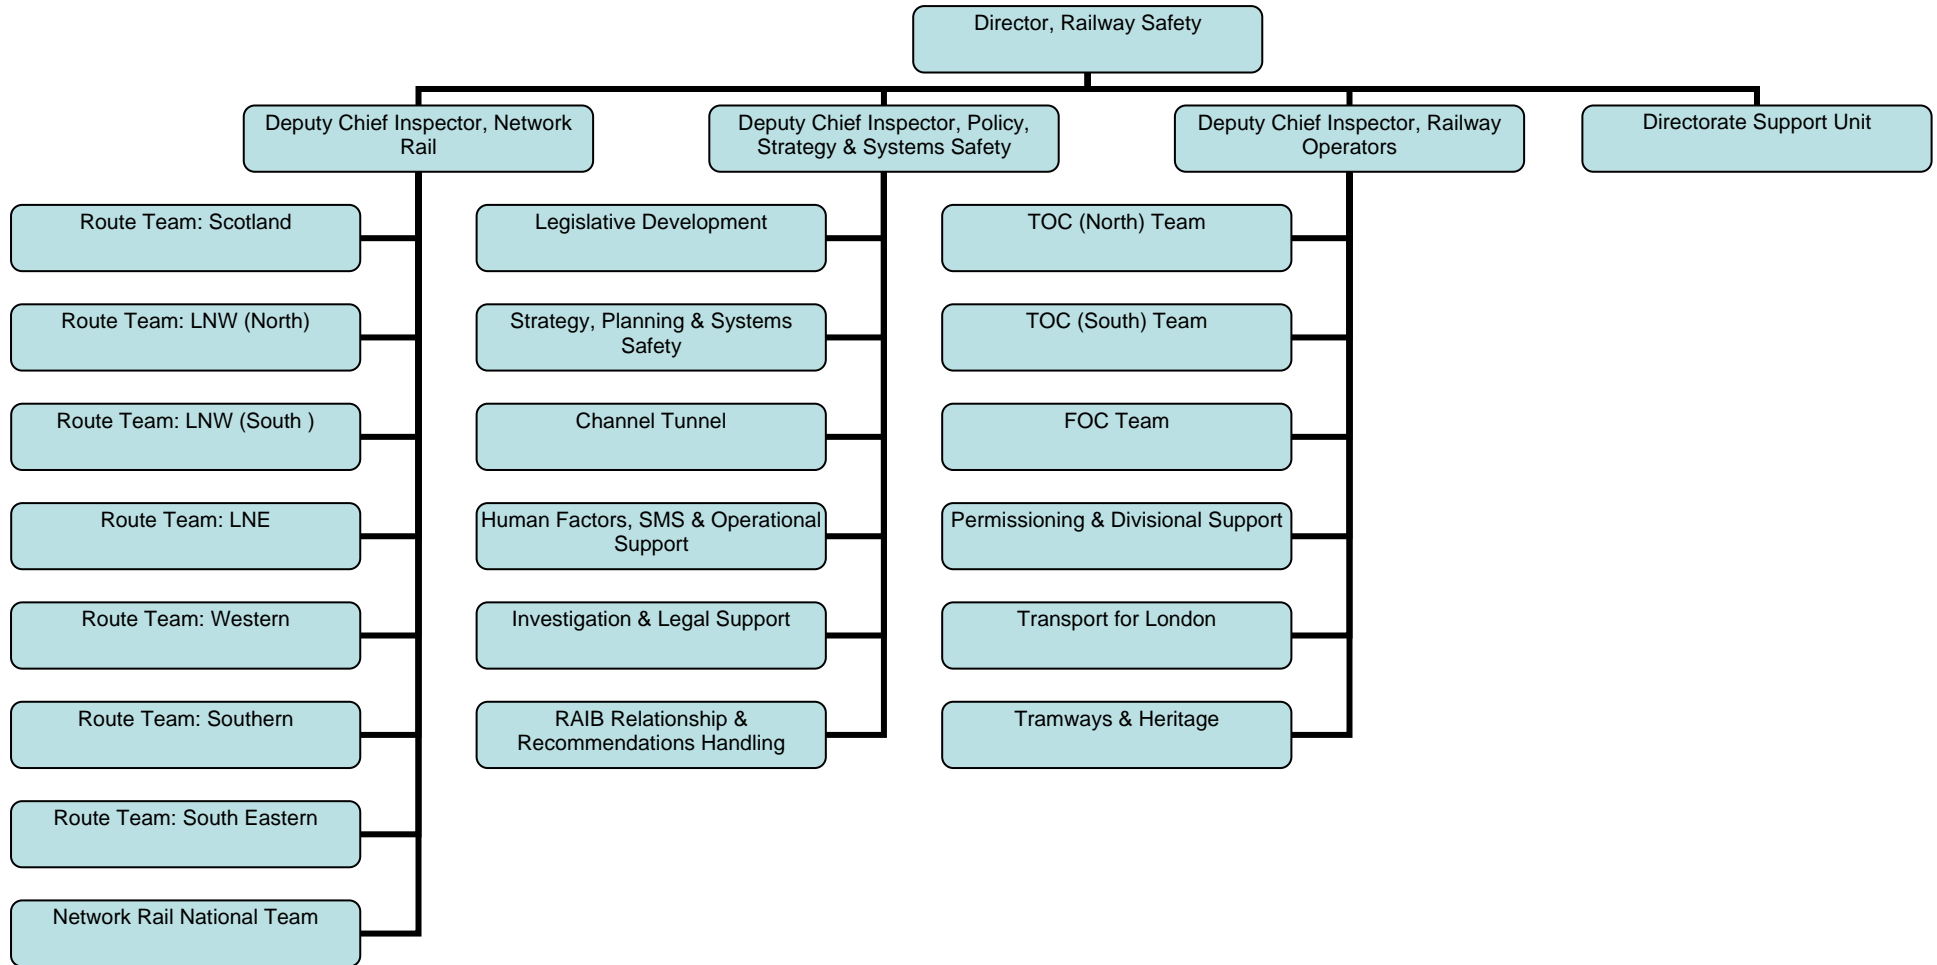 Director, Railway Safety
Deputy Chief Inspector, Network
Rail
Deputy Chief Inspector, Policy,
Strategy & Systems Safety
Deputy Chief Inspector, Railway
Operators
Directorate Support Unit
Route Team: Scotland
Route Team: LNW (North)
Route Team: LNW (South )
Route Team: LNE
Route Team: Western
Route Team: Southern
Route Team: South Eastern
Network Rail National Team
Legislative Development
Strategy, Planning & Systems
Safety
Channel Tunnel
Human Factors, SMS & Operational
Support
Investigation & Legal Support
RAIB Relationship &
Recommendations Handling
TOC (North) Team
TOC (South) Team
FOC Team
Permissioning & Divisional Support
Transport for London
Tramways & Heritage